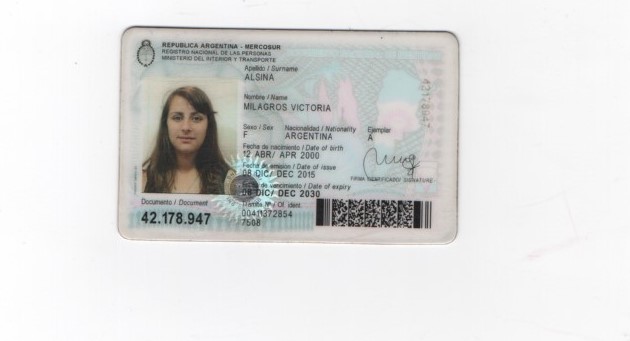 REPUBLICA ARGENTINA - MERCOSUR
REGISTRO NACIONAL DE LAS PERSONAS
MINISTERIO DEL INTERIOR Y TRANSPORTE
Apellido / Surname
ALSINA
Nombre / Name
MILAGROS VICTORIA
Sexo / Sex Nacionalidad / Nationality Ejemplar
F ARGENTINA A
Fecha de nacimiento / Date of birth
12 ABR/ APR 2000
Fecha de emisión / Date of issue
08 DIC/ DEC 2015
Fecha de vencimiento / Date of expiry
08 DIC/ DEC 2030
FIRMA IDENTIFICADO/ SIGNATURE
Documento / Document
42.178.947
Trámite Nº / Of. ident.
00411372854
7508